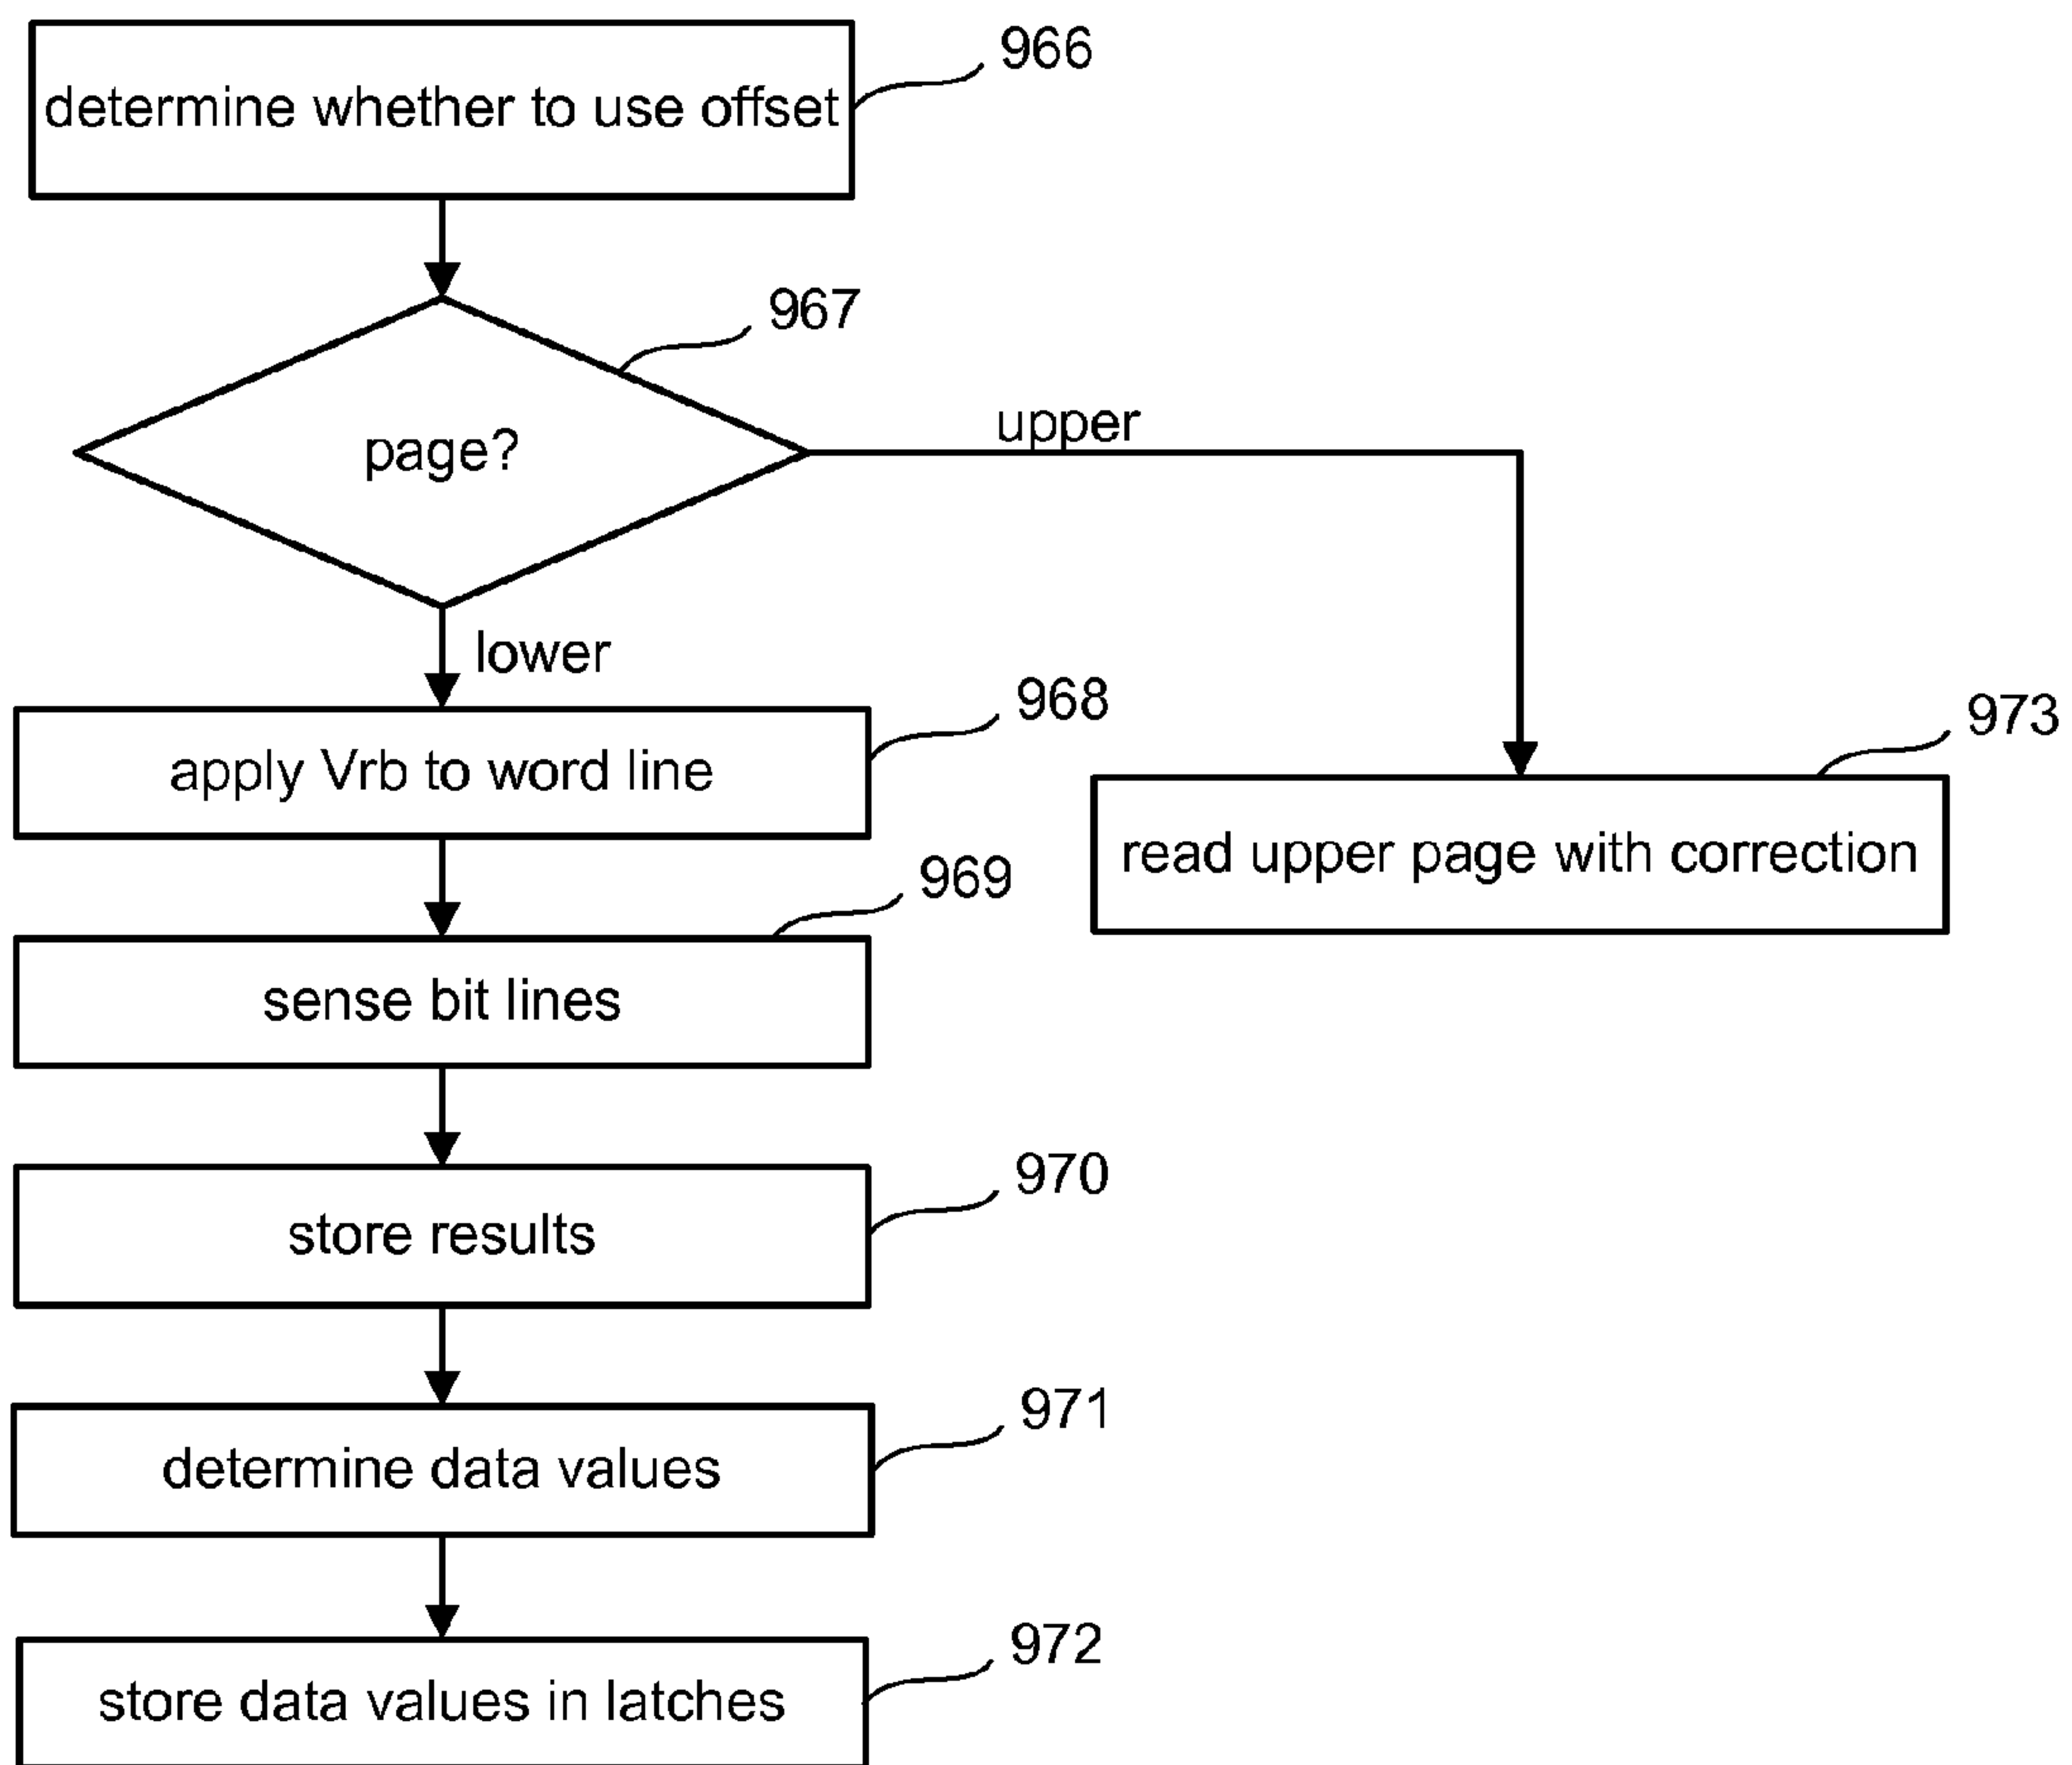 966
determine whether to use offset
967
page?
upper
lower
968
apply Vrb to word line
973
read upper page with correction
969
sense bit lines
970
store results
971
determine data values
972
store data values in latches